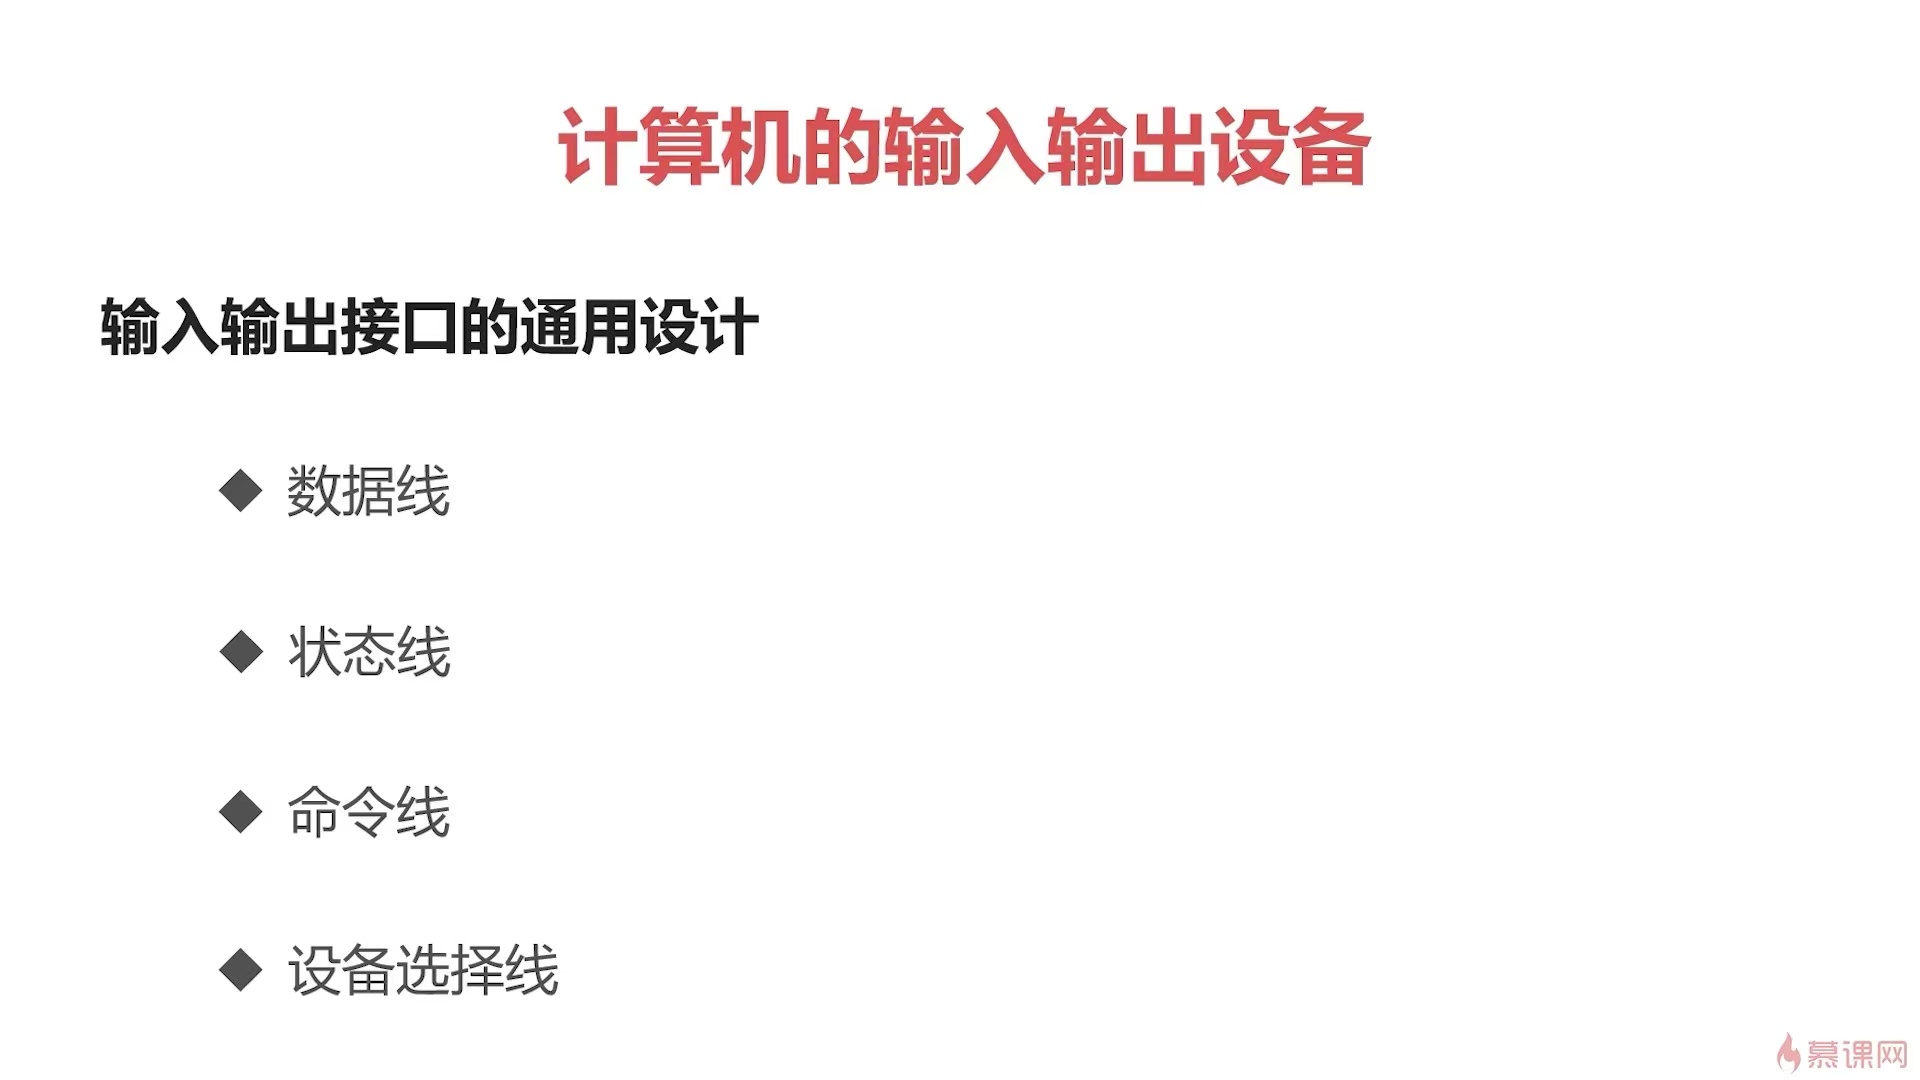 计算机的输入输出设备
输入输出接口的通用设计
◆ 数据线
◆ 状态线
◆ 命令线
◆ 设备选择线
慕课网